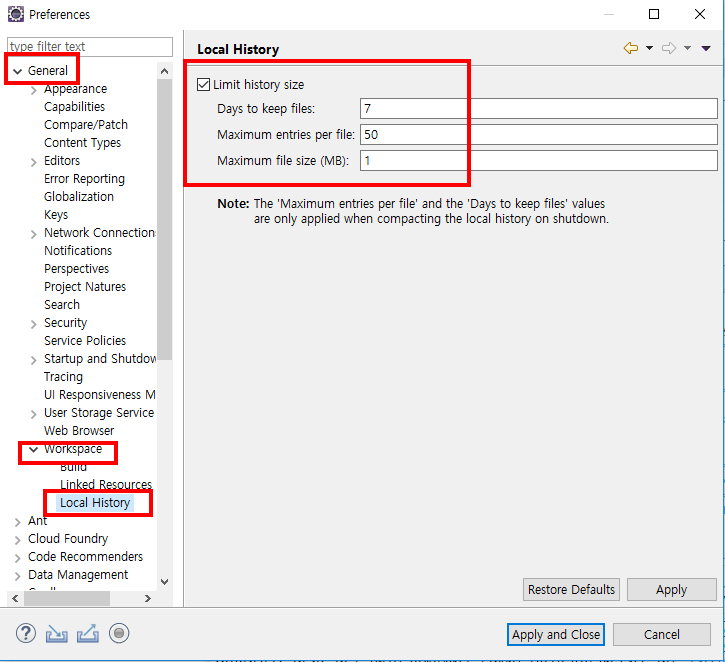 Preferences
type filter text
General
Appearance
Capabilities
Compare/Patch
Content Types
Editors
Error Reporting
Globalization
Keys
Network Connection
Notifications
Perspectives
Project Natures
Search
Security
Service Policies
Startup and Shutdow
Tracing
UI Responsiveness M
User Storage Service
Web Browser
Workspace
Build
Linked Resources
Local History
Ant
Cloud Foundry
Code Recommenders
Data Management
Local History
Limit history size
Days to keep files: 7
Maximum entries per file: 50
Maximum file size (MB): 1
Note: The 'Maximum entries per file' and the 'Days to keep files' values
are only applied when compacting the local history on shutdown.
Restore Defaults Apply
Apply and Close Cancel